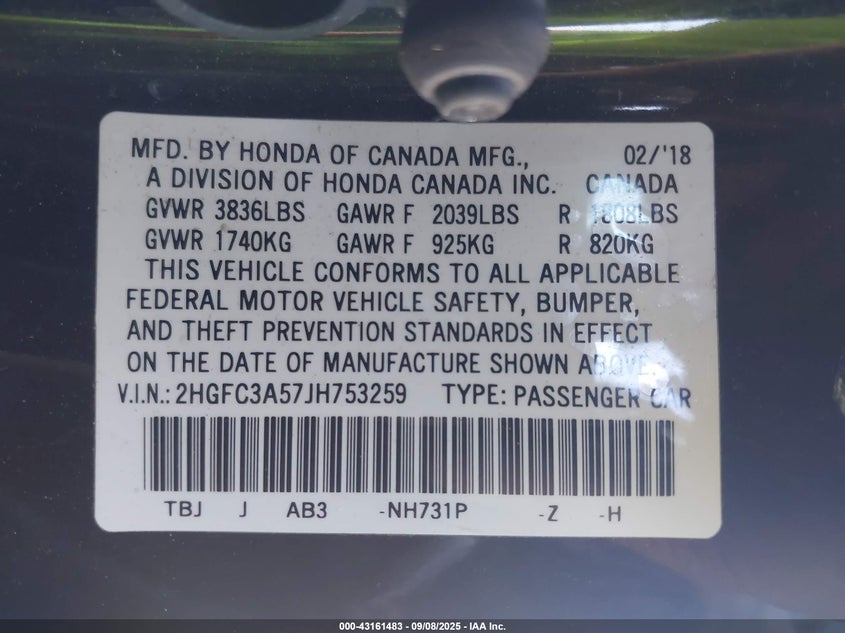 MFD. BY HONDA OF CANADA MFG., 02/'18
A DIVISION OF HONDA CANADA INC. CANADA
GVWR 3836LBS GAWR F 2039LBS R 1808LBS
GVWR 1740KG GAWR F 925KG R 820KG
THIS VEHICLE CONFORMS TO ALL APPLICABLE
FEDERAL MOTOR VEHICLE SAFETY, BUMPER,
AND THEFT PREVENTION STANDARDS IN EFFECT
ON THE DATE OF MANUFACTURE SHOWN ABOVE.
V.I.N.: 2HGFC3A57JH753259 TYPE: PASSENGER CAR
TBJ J AB3 -NH731P -Z -H
000-43161483 - 09/08/2025 - IAA Inc.